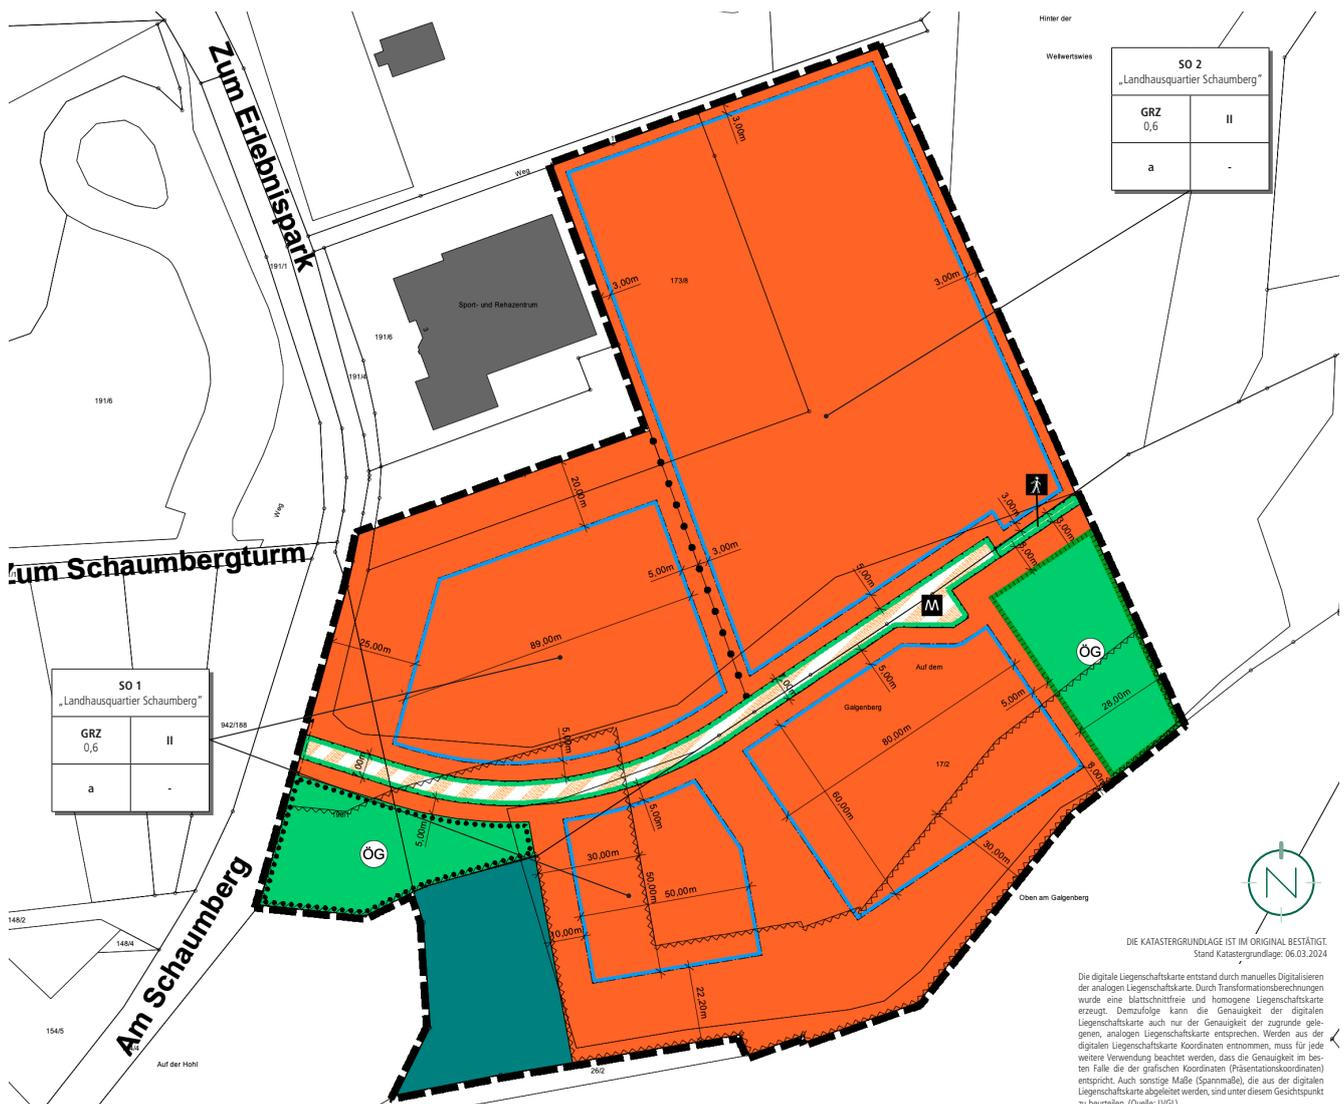 Hinter der
Wellwertswies
SO 2
„Landhausquartier Schaumberg“
GRZ
0,6
II
a
-
Zum Erlebnispark
Weg
3,00m
191/1
3,00m
173/8
3,00m
Sport- und Rehazentrum
3
191/6
191/4
191/6
20,00m
Weg
3,00m
3,00m
Zum Schaumbergturm
3,00m
5,00m
5,00m
M
25,00m
89,00m
ÖG
Auf dem
5,00m
5,00m
28,00m
SO 1
„Landhausquartier Schaumberg“
GRZ
0,6
II
a
-
942/188
Galgenberg
80,00m
17/2
5,00m
60,00m
5,00m
5,00m
ÖG
30,00m
50,00m
50,00m
30,00m
Oben am Galgenberg
10,00m
148/2
148/4
Am Schaumberg
22,20m
154/5
Auf der Hohl
26/2
N
DIE KATASTERGRUNDLAGE IST IM ORIGINAL BESTÄTIGT.
Stand Katastergrundlage: 06.03.2024
Die digitale Liegenschaftskarte entstand durch manuelles Digitalisieren
der analogen Liegenschaftskarte. Durch Transformationsberechnungen
wurde eine blattschnittfreie und homogene Liegenschaftskarte
erzeugt. Demzufolge kann die Genauigkeit der digitalen
Liegenschaftskarte auch nur der Genauigkeit der zugrunde gele-
genen, analogen Liegenschaftskarte entsprechen. Werden aus der
digitalen Liegenschaftskarte Koordinaten entnommen, muss für jede
weitere Verwendung beachtet werden, dass die Genauigkeit im bes-
ten Falle die der grafischen Koordinaten (Präsentationskoordinaten)
entspricht. Auch sonstige Maße (Spannmaße), die aus der digitalen
Liegenschaftskarte abgeleitet werden, sind unter diesem Gesichtspunkt
zu beurteilen. (Quelle: LVGL)